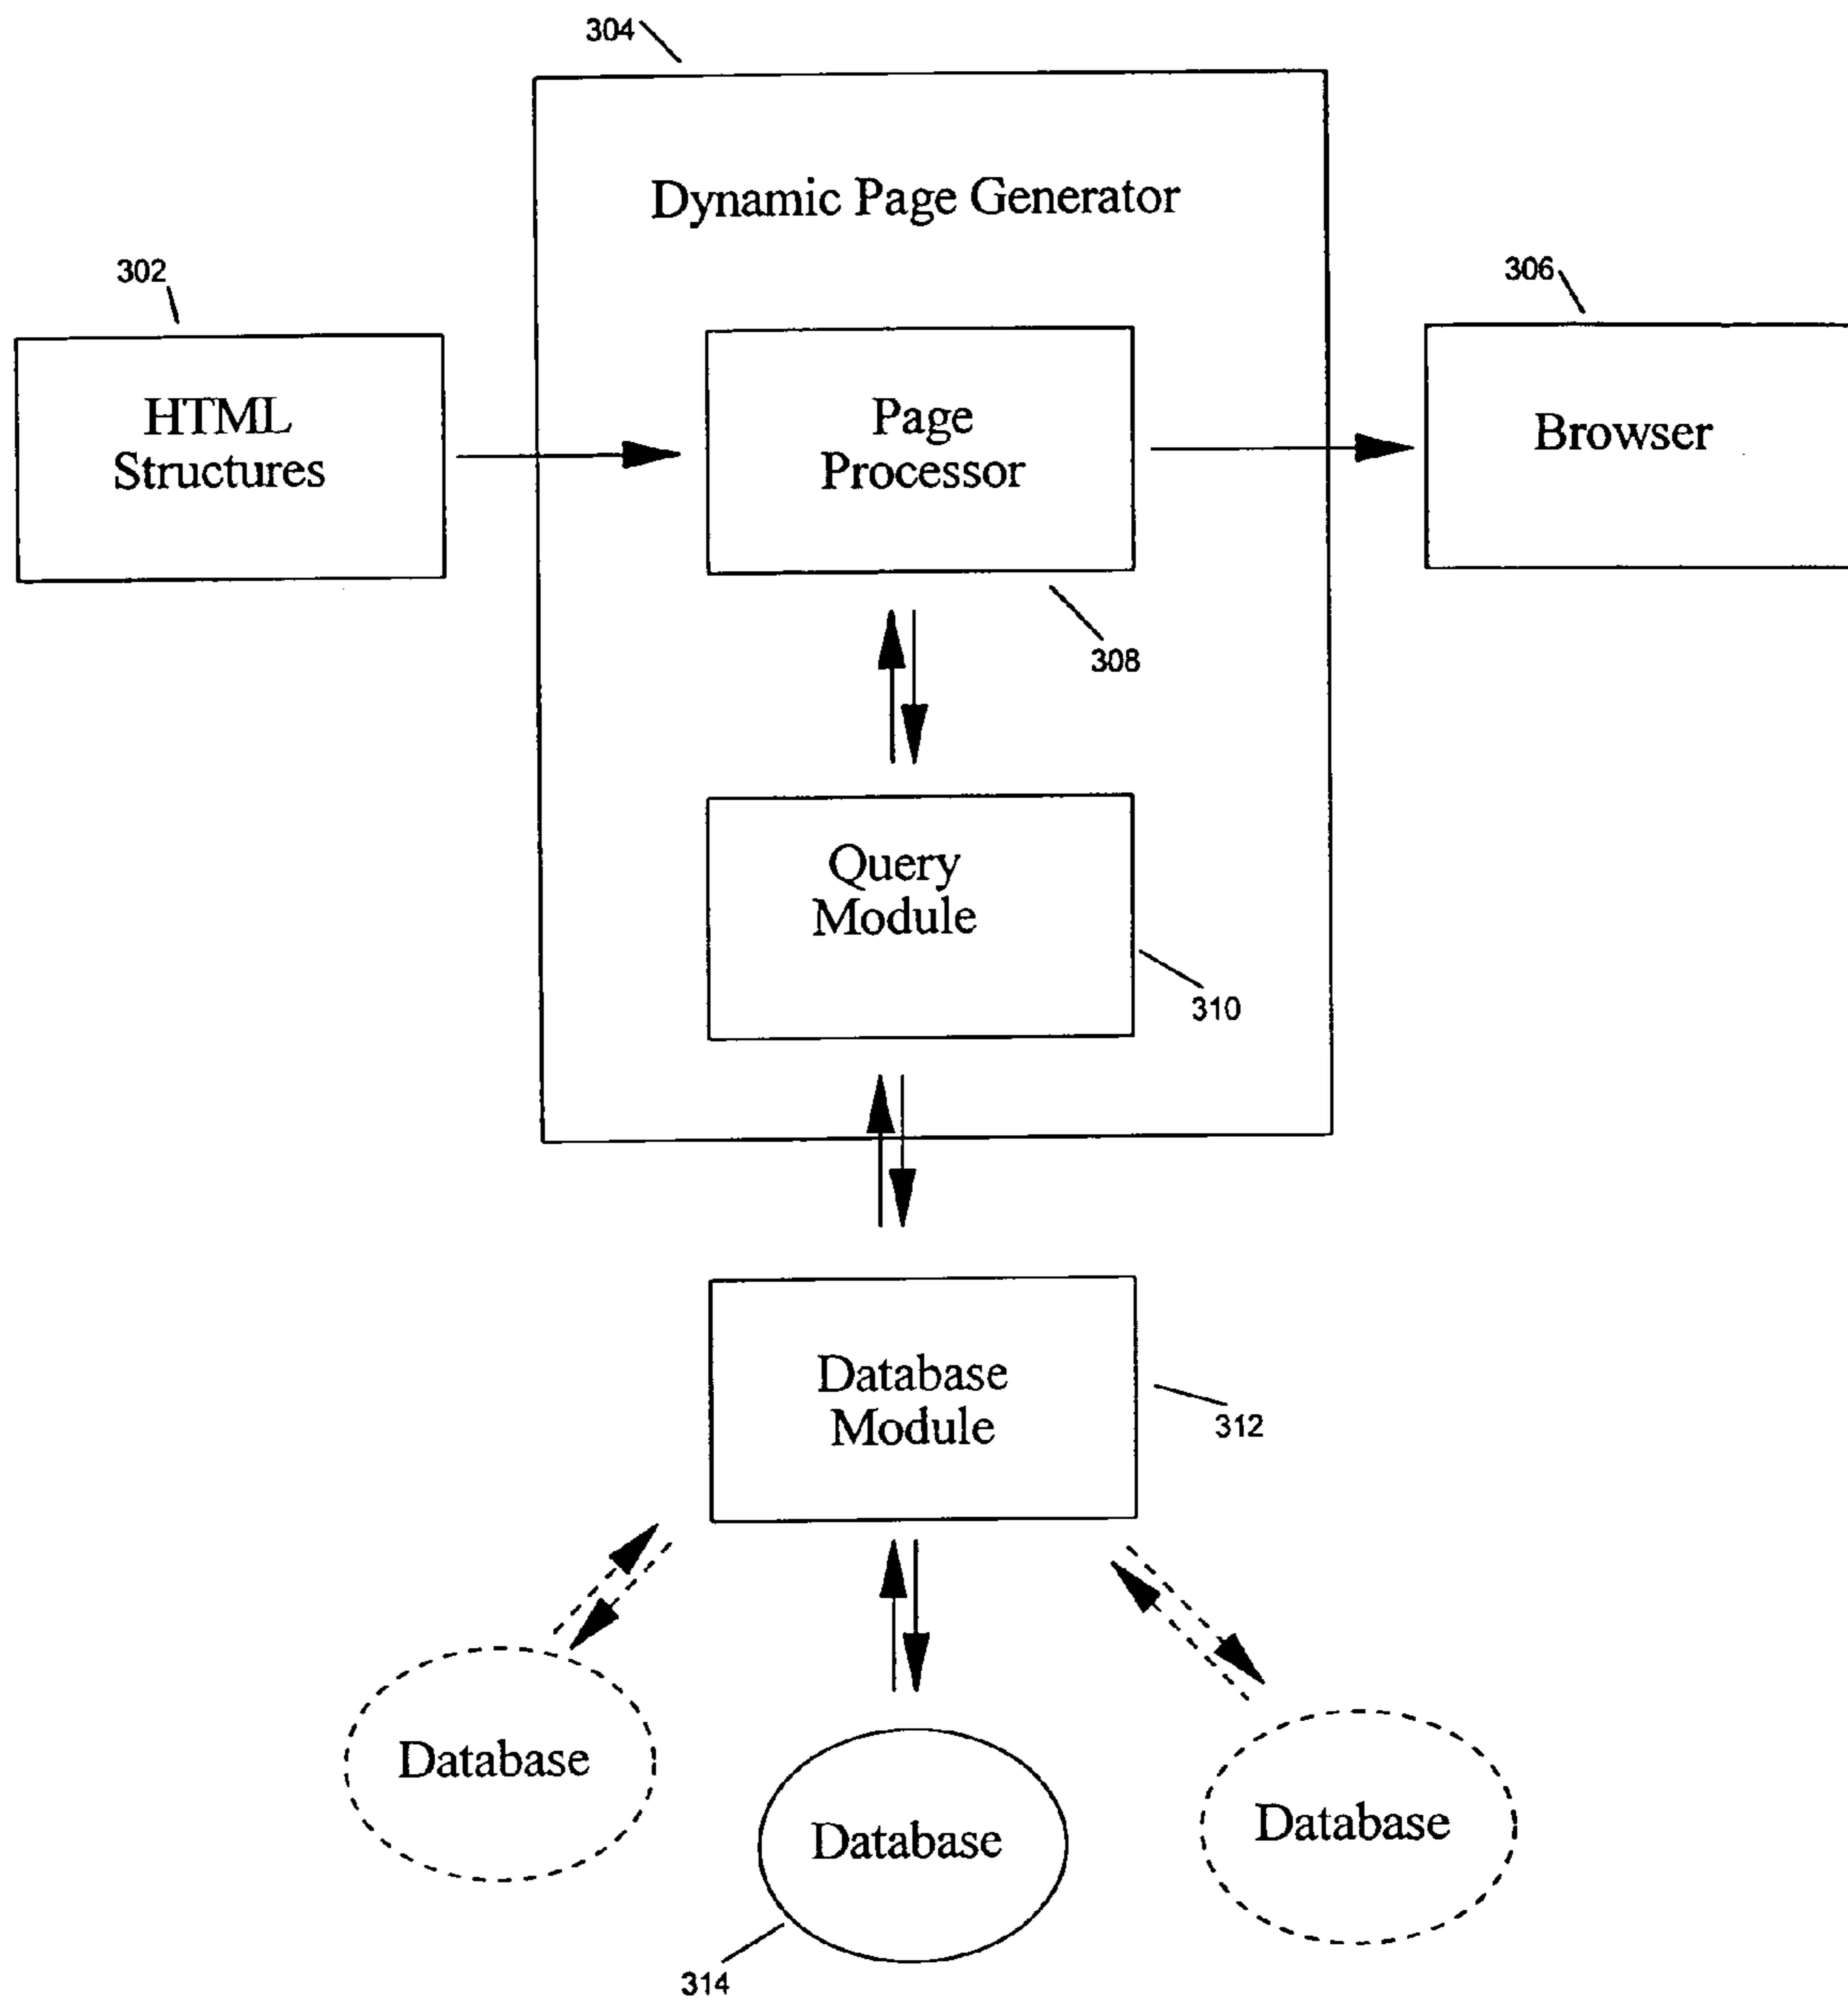 304
Dynamic Page Generator
302
306
HTML
Structures
Page
Processor
Browser
308
Query
Module
310
Database
Module
312
Database
Database
Database
314